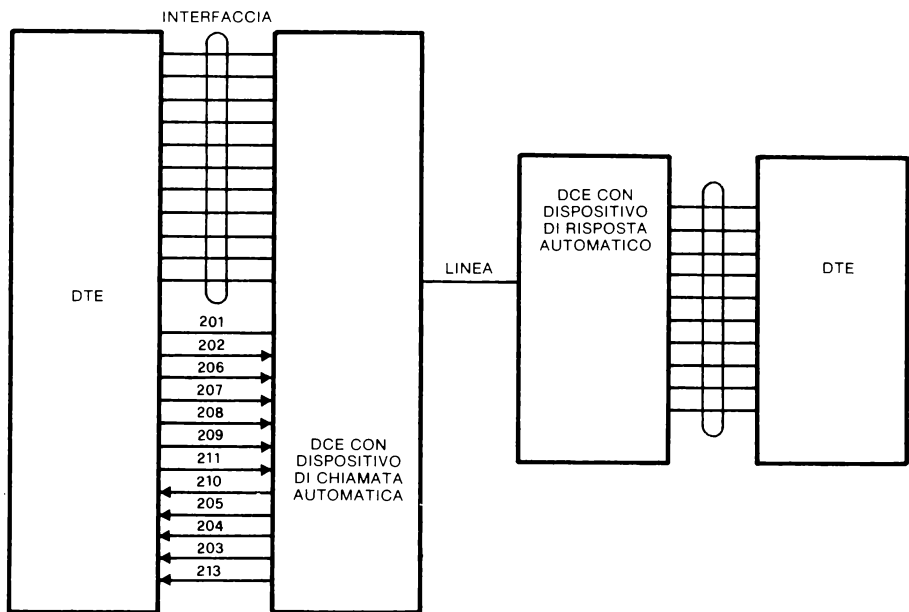 INTERFACCIA
DTE
201
202
206
207
208
209
211
210
205
204
203
213
DCE CON
DISPOSITIVO
DI CHIAMATA
AUTOMATICA
LINEA
DCE CON
DISPOSITIVO
DI RISPOSTA
AUTOMATICO
DTE